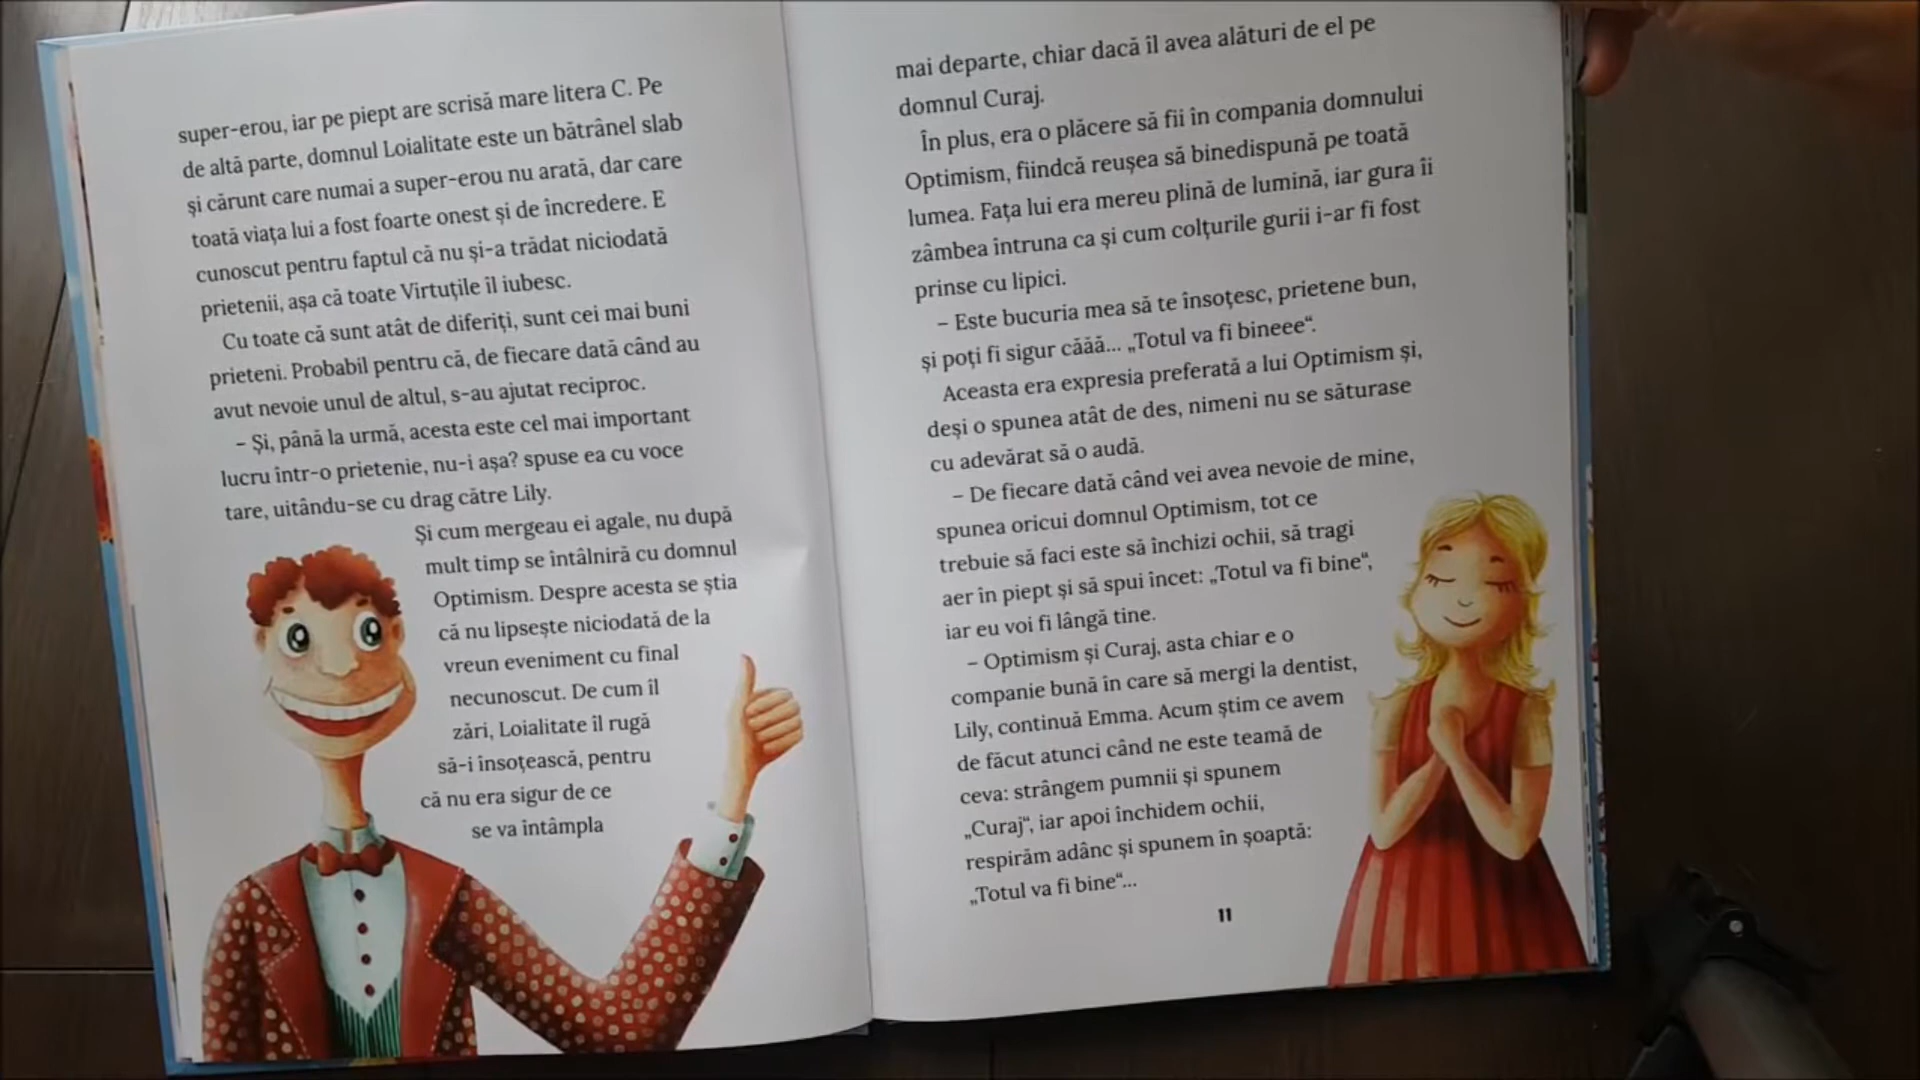 super-erou, iar pe piept are scrisă mare litera C. Pe
de altă parte, domnul Loialitate este un bătrânel slab
și cărunt care numai a super-erou nu arată, dar care
toată viața lui a fost foarte onest și de încredere. E
cunoscut pentru faptul că nu și-a trădat niciodată
prietenii, așa că toate Virtuțile îl iubesc.
Cu toate că sunt atât de diferiți, sunt cei mai buni
prieteni. Probabil pentru că, de fiecare dată când au
avut nevoie unul de altul, s-au ajutat reciproc.
– Și, până la urmă, acesta este cel mai important
lucru într-o prietenie, nu-i așa? spuse ea cu voce
tare, uitându-se cu drag către Lily.
Și cum mergeau ei agale, nu după
mult timp se întâlniră cu domnul
Optimism. Despre acesta se știa
că nu lipsește niciodată de la
vreun eveniment cu final
necunoscut. De cum îl
zări, Loialitate îl rugă
să-i însoțească, pentru
că nu era sigur de ce
se va întâmpla
mai departe, chiar dacă îl avea alături de el pe
domnul Curaj.
În plus, era o plăcere să fii în compania domnului
Optimism, fiindcă reușea să binedispună pe toată
lumea. Fața lui era mereu plină de lumină, iar gura îi
zâmbea întruna ca și cum colțurile gurii i-ar fi fost
prinse cu lipici.
– Este bucuria mea să te însoțesc, prietene bun,
și poți fi sigur căăă... „Totul va fi bineee“.
Aceasta era expresia preferată a lui Optimism și,
deși o spunea atât de des, nimeni nu se săturase
cu adevărat să o audă.
– De fiecare dată când vei avea nevoie de mine,
spunea oricui domnul Optimism, tot ce
trebuie să faci este să închizi ochii, să tragi
aer în piept și să spui încet: „Totul va fi bine“,
iar eu voi fi lângă tine.
– Optimism și Curaj, asta chiar e o
companie bună în care să mergi la dentist,
Lily, continuă Emma. Acum știm ce avem
de făcut atunci când ne este teamă de
ceva: strângem pumnii și spunem
„Curaj“, iar apoi închidem ochii,
respirăm adânc și spunem în șoaptă:
„Totul va fi bine“...
11